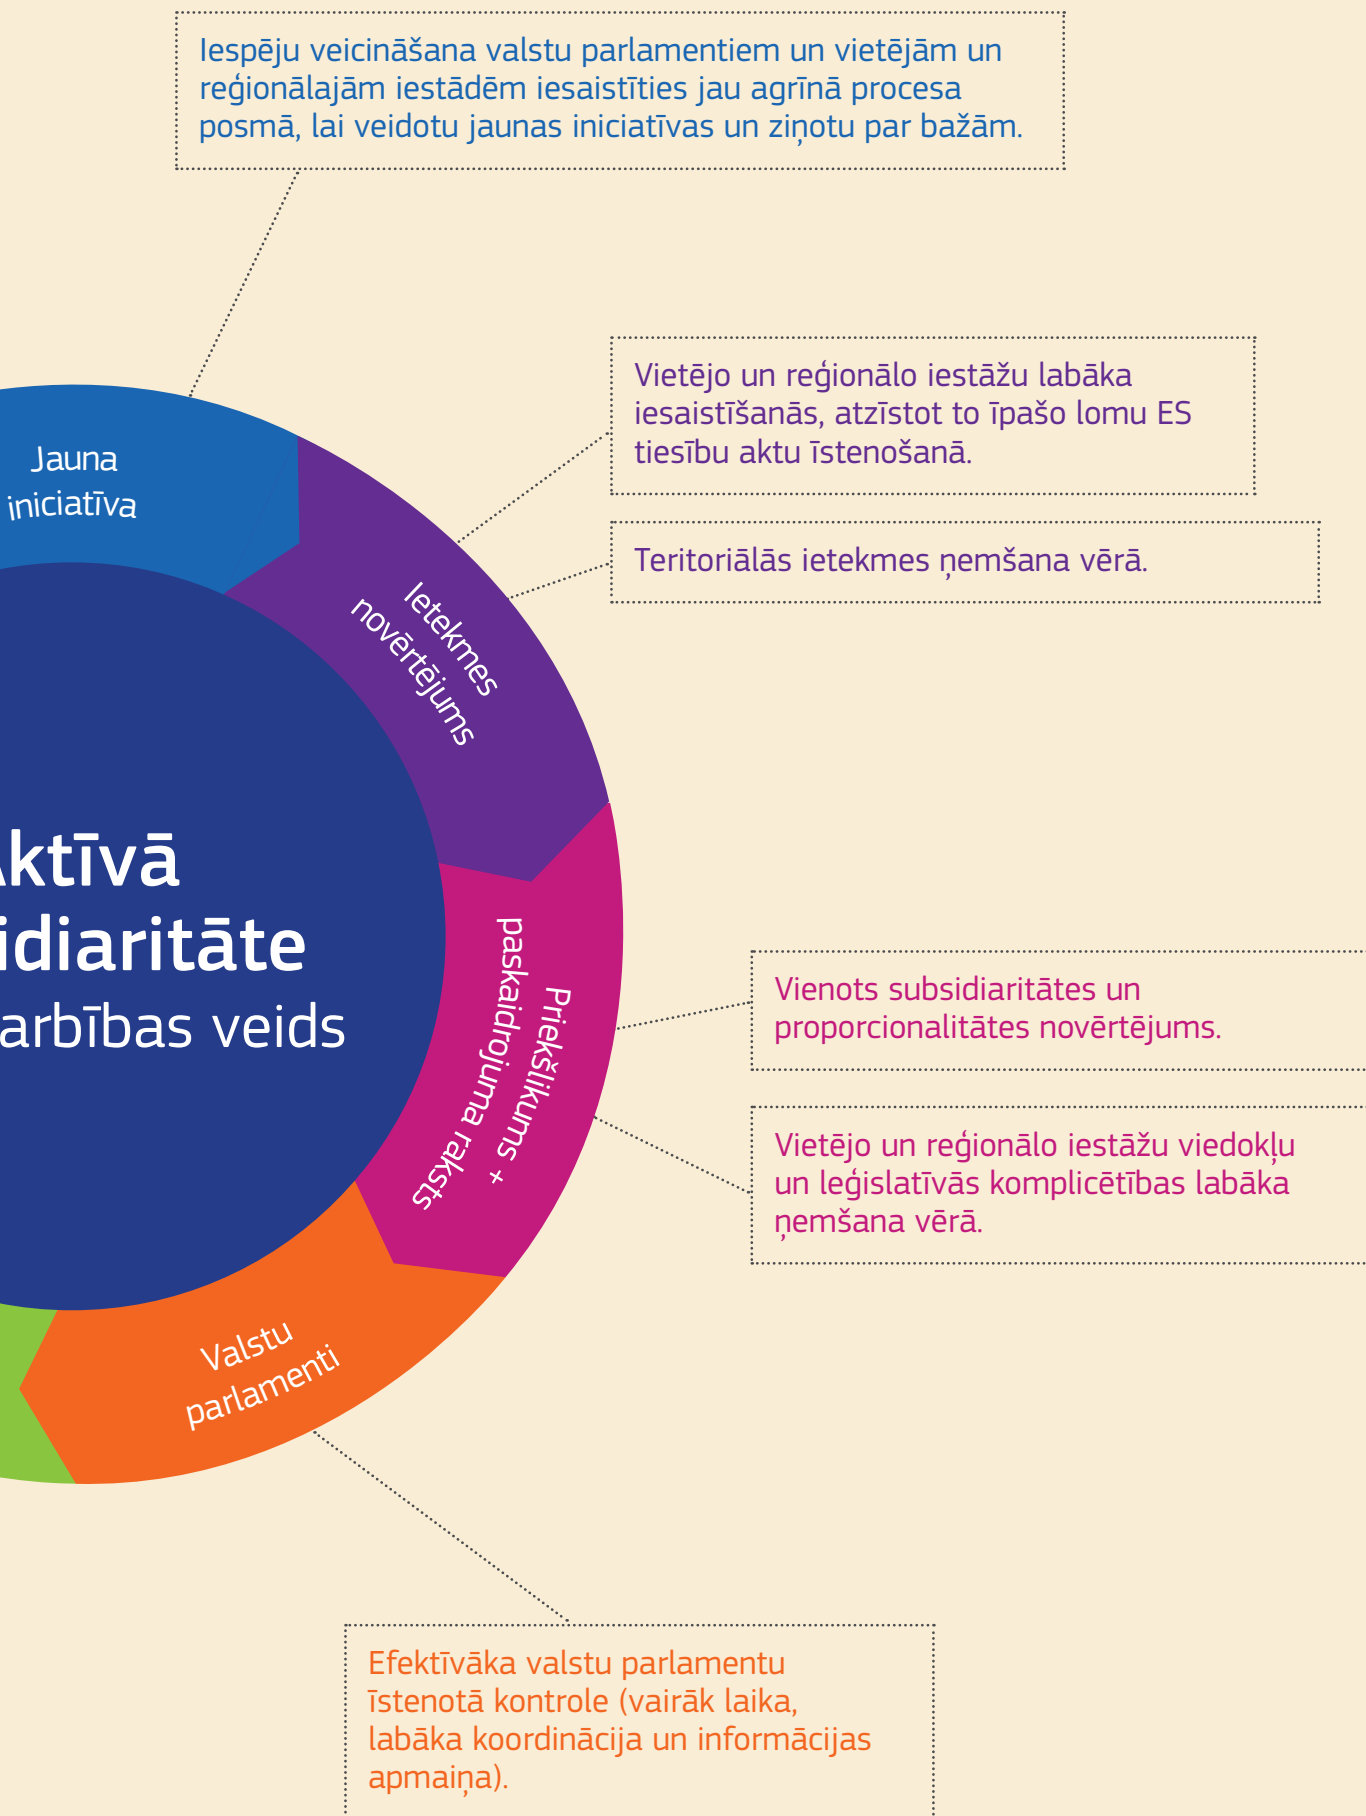 Iespēju veicināšana valstu parlamentiem un vietējām un
reģionālajām iestādēm iesaistīties jau agrīnā procesa
posmā, lai veidotu jaunas iniciatīvas un ziņotu par bažām.
Vietējo un reģionālo iestāžu labāka
iesaistīšanās, atzīstot to īpašo lomu ES
tiesību aktu īstenošanā.
Teritoriālās ietekmes ņemšana vērā.
Jauna
iniciatīva
Ietekmes
novērtējums
Aktīvā
idiaritāte
arbības veids
Priekšlikums +
paskaidrojuma raksts
Vienots subsidiaritātes un
proporcionalitātes novērtējums.
Vietējo un reģionālo iestāžu viedokļu
un leģislatīvās komplicētības labāka
ņemšana vērā.
Valstu
parlamenti
Efektīvāka valstu parlamentu
īstenotā kontrole (vairāk laika,
labāka koordinācija un informācijas
apmaiņa).